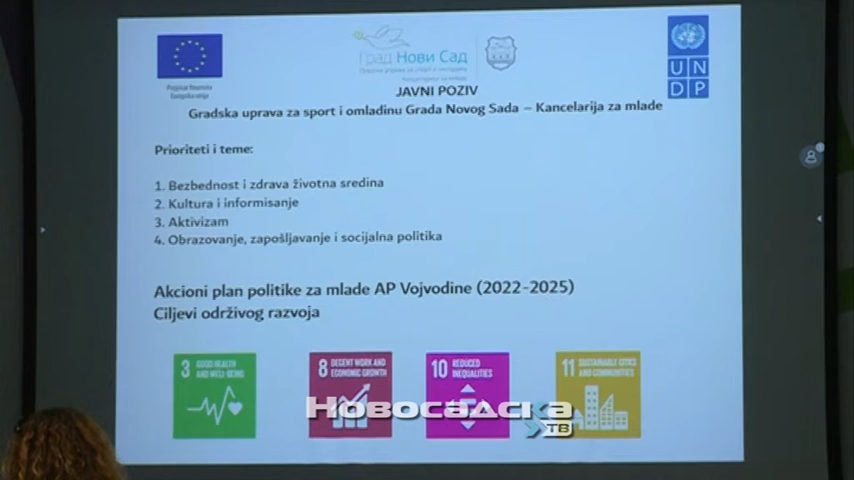 Град Нови Сад
UN
DP
JAVNI POZIV
Gradska uprava za sport i omladinu Grada Novog Sada – Kancelarija za mlade
Prioriteti i teme:
1. Bezbednost i zdrava životna sredina
2. Kultura i informisanje
3. Aktivizam
4. Obrazovanje, zapošljavanje i socijalna politika
Akcioni plan politike za mlade AP Vojvodine (2022-2025)
Ciljevi održivog razvoja
3 GOOD HEALTH
AND WELL-BEING
8 DECENT WORK AND
ECONOMIC GROWTH
10 REDUCED
INEQUALITIES
11 SUSTAINABLE CITIES
AND COMMUNITIES
НОВОСАДСКА
ТВ